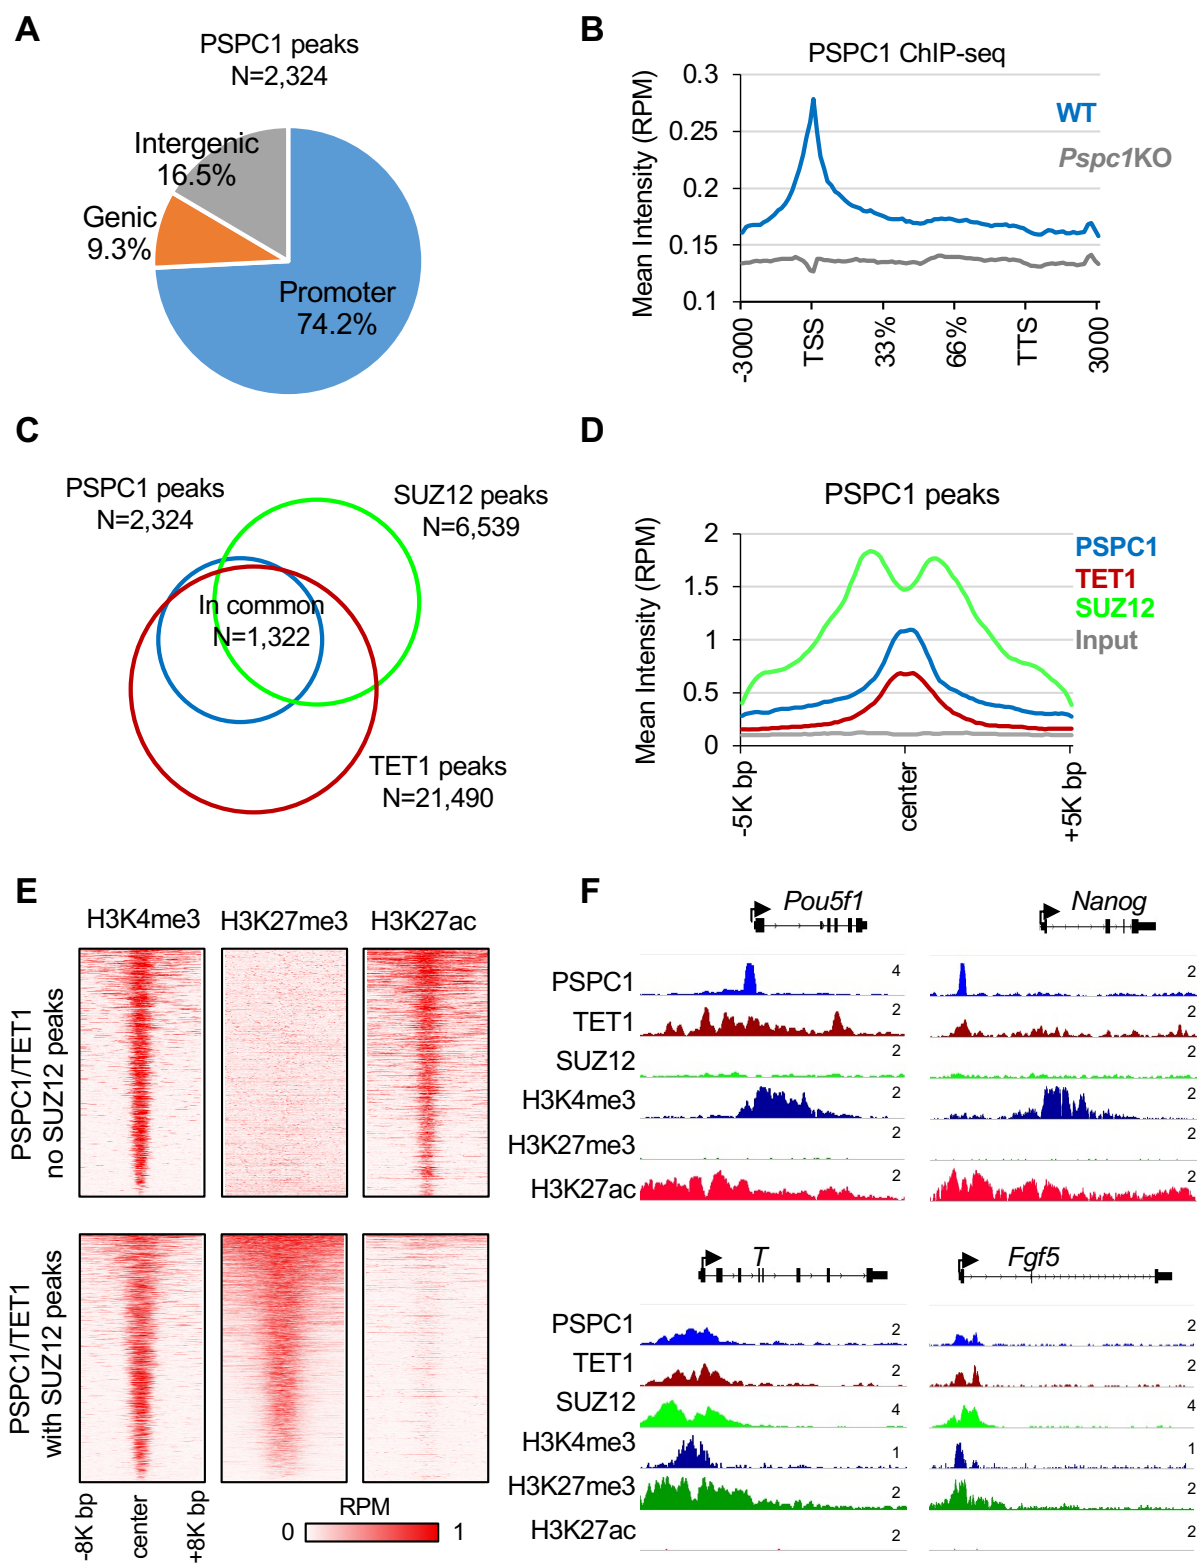 A
PSPC1 peaks
N=2,324
Intergenic
16.5%
Genic
9.3%
Promoter
74.2%
B
PSPC1 ChIP-seq
Mean Intensity (RPM)
0.3
0.25
0.2
0.15
0.1
WT
Pspc1KO
-3000
TSS
33%
66%
TTS
3000
C
PSPC1 peaks
N=2,324
SUZ12 peaks
N=6,539
In common
N=1,322
TET1 peaks
N=21,490
D
PSPC1 peaks
Mean Intensity (RPM)
2
1.5
1
0.5
0
PSPC1
TET1
SUZ12
Input
-5K bp
center
+5K bp
E
H3K4me3 H3K27me3 H3K27ac
PSPC1/TET1
no SUZ12 peaks
PSPC1/TET1
with SUZ12 peaks
-8K bp
center
+8K bp
RPM
0 1
F
Pou5f1 Nanog
PSPC1 4 2
TET1 2 2
SUZ12 2 2
H3K4me3 2 2
H3K27me3 2 2
H3K27ac 2 2
T Fgf5
PSPC1 2 2
TET1 2 2
SUZ12 4 4
H3K4me3 1 1
H3K27me3 2 2
H3K27ac 2 2